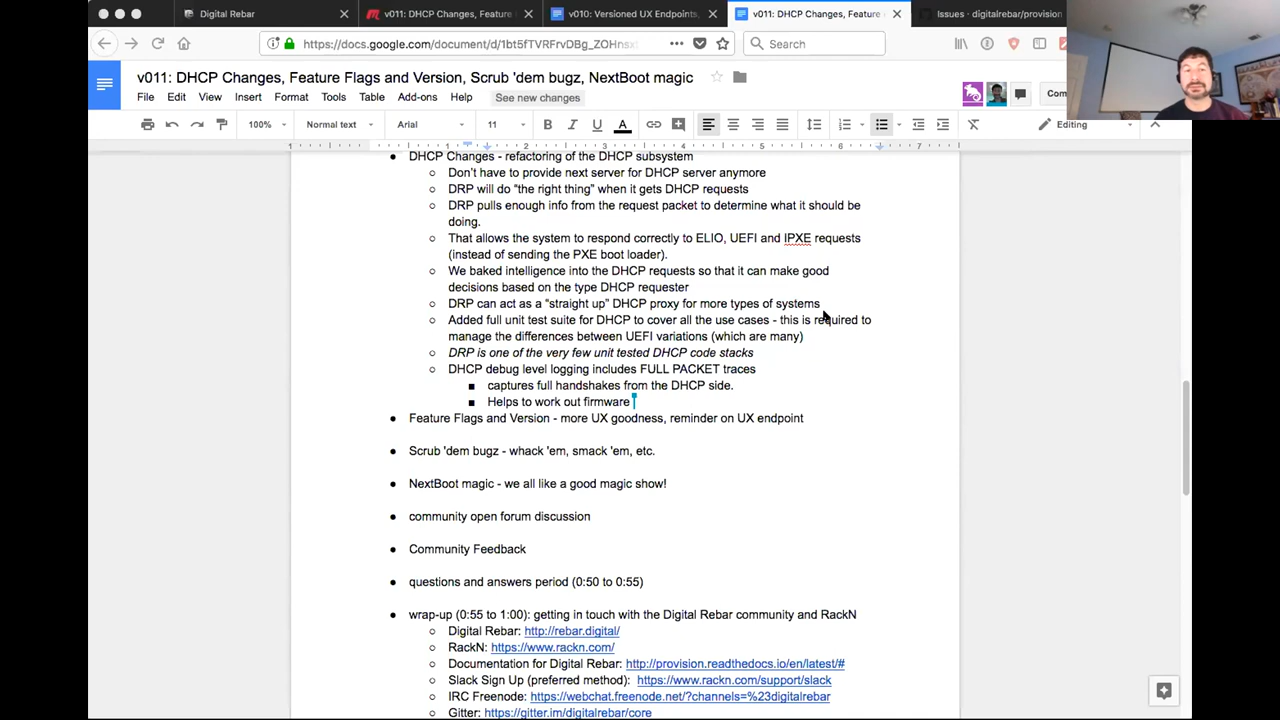 Digital Rebar
v011: DHCP Changes, Feature
v010: Versioned UX Endpoints,
v011: DHCP Changes, Feature
Issues · digitalrebar/provision
https://docs.google.com/document/d/1bt5fTVRFrvDBg_ZOHnsx
Search
v011: DHCP Changes, Feature Flags and Version, Scrub 'dem bugz, NextBoot magic
File Edit View Insert Format Tools Table Add-ons Help See new changes
Com
100% Normal text Arial 11 B I U A Editing
1 1 2 3 4 5 6 7
● DHCP Changes - refactoring of the DHCP subsystem
○ Don't have to provide next server for DHCP server anymore
○ DRP will do “the right thing” when it gets DHCP requests
○ DRP pulls enough info from the request packet to determine what it should be
doing.
○ That allows the system to respond correctly to ELIO, UEFI and IPXE requests
(instead of sending the PXE boot loader).
○ We baked intelligence into the DHCP requests so that it can make good
decisions based on the type DHCP requester
○ DRP can act as a “straight up” DHCP proxy for more types of systems
○ Added full unit test suite for DHCP to cover all the use cases - this is required to
manage the differences between UEFI variations (which are many)
○ DRP is one of the very few unit tested DHCP code stacks
○ DHCP debug level logging includes FULL PACKET traces
■ captures full handshakes from the DHCP side.
■ Helps to work out firmware
● Feature Flags and Version - more UX goodness, reminder on UX endpoint
● Scrub 'dem bugz - whack 'em, smack 'em, etc.
● NextBoot magic - we all like a good magic show!
● community open forum discussion
● Community Feedback
● questions and answers period (0:50 to 0:55)
● wrap-up (0:55 to 1:00): getting in touch with the Digital Rebar community and RackN
○ Digital Rebar: http://rebar.digital/
○ RackN: https://www.rackn.com/
○ Documentation for Digital Rebar: http://provision.readthedocs.io/en/latest/#
○ Slack Sign Up (preferred method): https://www.rackn.com/support/slack
○ IRC Freenode: https://webchat.freenode.net/?channels=%23digitalrebar
○ Gitter: https://gitter.im/digitalrebar/core